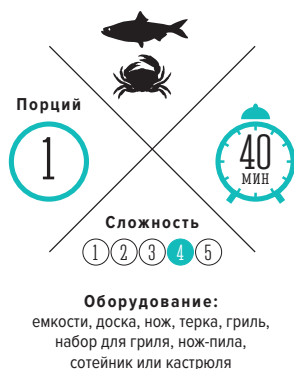 Порций
1
40
МИН
Сложность
1 2 3 4 5
Оборудование:
емкости, доска, нож, терка, гриль,
набор для гриля, нож-пила,
сотейник или кастрюля